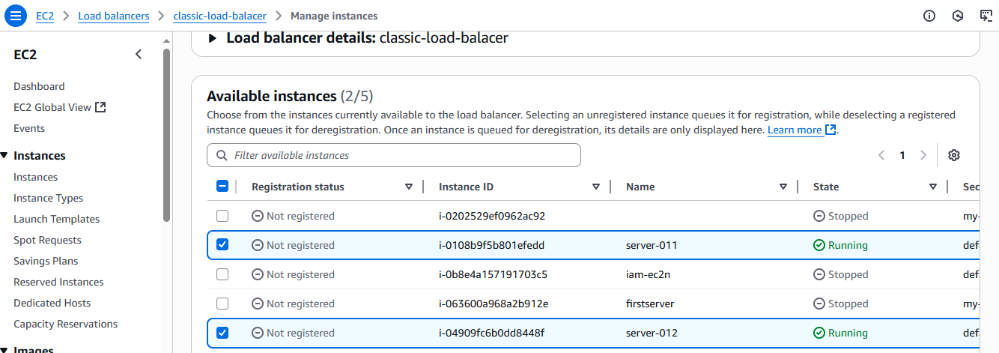 EC2 > Load balancers > classic-load-balacer > Manage instances
EC2
Dashboard
EC2 Global View
Events
Instances
Instances
Instance Types
Launch Templates
Spot Requests
Savings Plans
Reserved Instances
Dedicated Hosts
Capacity Reservations
Images
Load balancer details: classic-load-balacer
Available instances (2/5)
Choose from the instances currently available to the load balancer. Selecting an unregistered instance queues it for registration, while deselecting a registered
instance queues it for deregistration. Once an instance is queued for deregistration, its details are only displayed here. Learn more.
Filter available instances
1
Registration status Instance ID Name State Sec
Not registered i-0202529ef0962ac92 Stopped my-
Not registered i-0108b9f5b801efedd server-011 Running def
Not registered i-0b8e4a157191703c5 iam-ec2n Stopped def
Not registered i-063600a968a2b912e firstserver Stopped my-
Not registered i-04909fc6b0dd8448f server-012 Running def